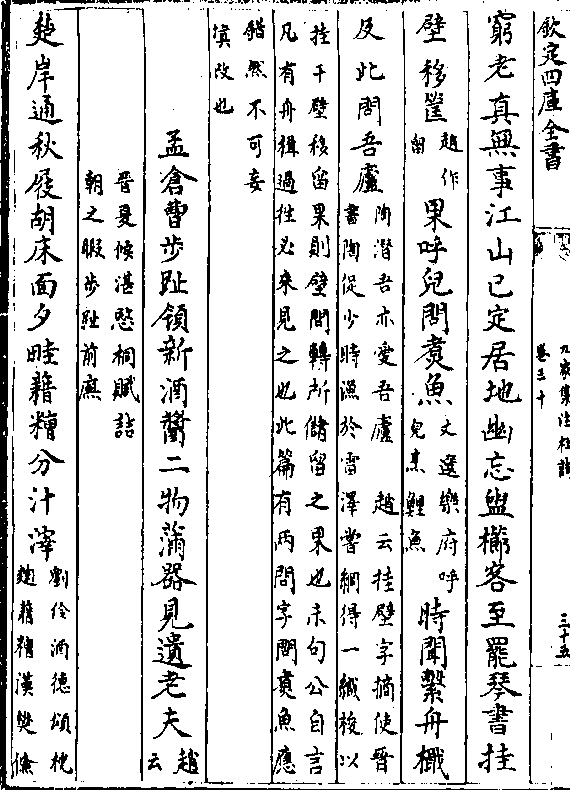 欽定四庫全書
九家集注杜詩
卷三十
三十五
窮老真無事江山已定居地幽忘盥櫛客至罷琴書挂
壁移筐趙作留果呼兒問煑魚文選樂府呼兒烹鯉魚時聞繫舟檝
及此問吾廬陶潛吾亦愛吾廬 趙云挂壁字摘使晉書陶侃少時漁於雷澤嘗網得一織梭以
挂于壁移留果則壁間轉所儲留之果也末句公自言
凡有舟楫過往必來見之也此篇有兩問字問煑魚應
錯然不可妄
填改也
孟倉曹步趾領新酒醬二物滿器見遺老夫趙云
晉夏侯湛愍桐賦詰
朝之暇步趾前廡
楚岸通秋屐胡床面夕畦藉糟分汁滓劉伶酒德頌枕麯藉糟漢樊儵